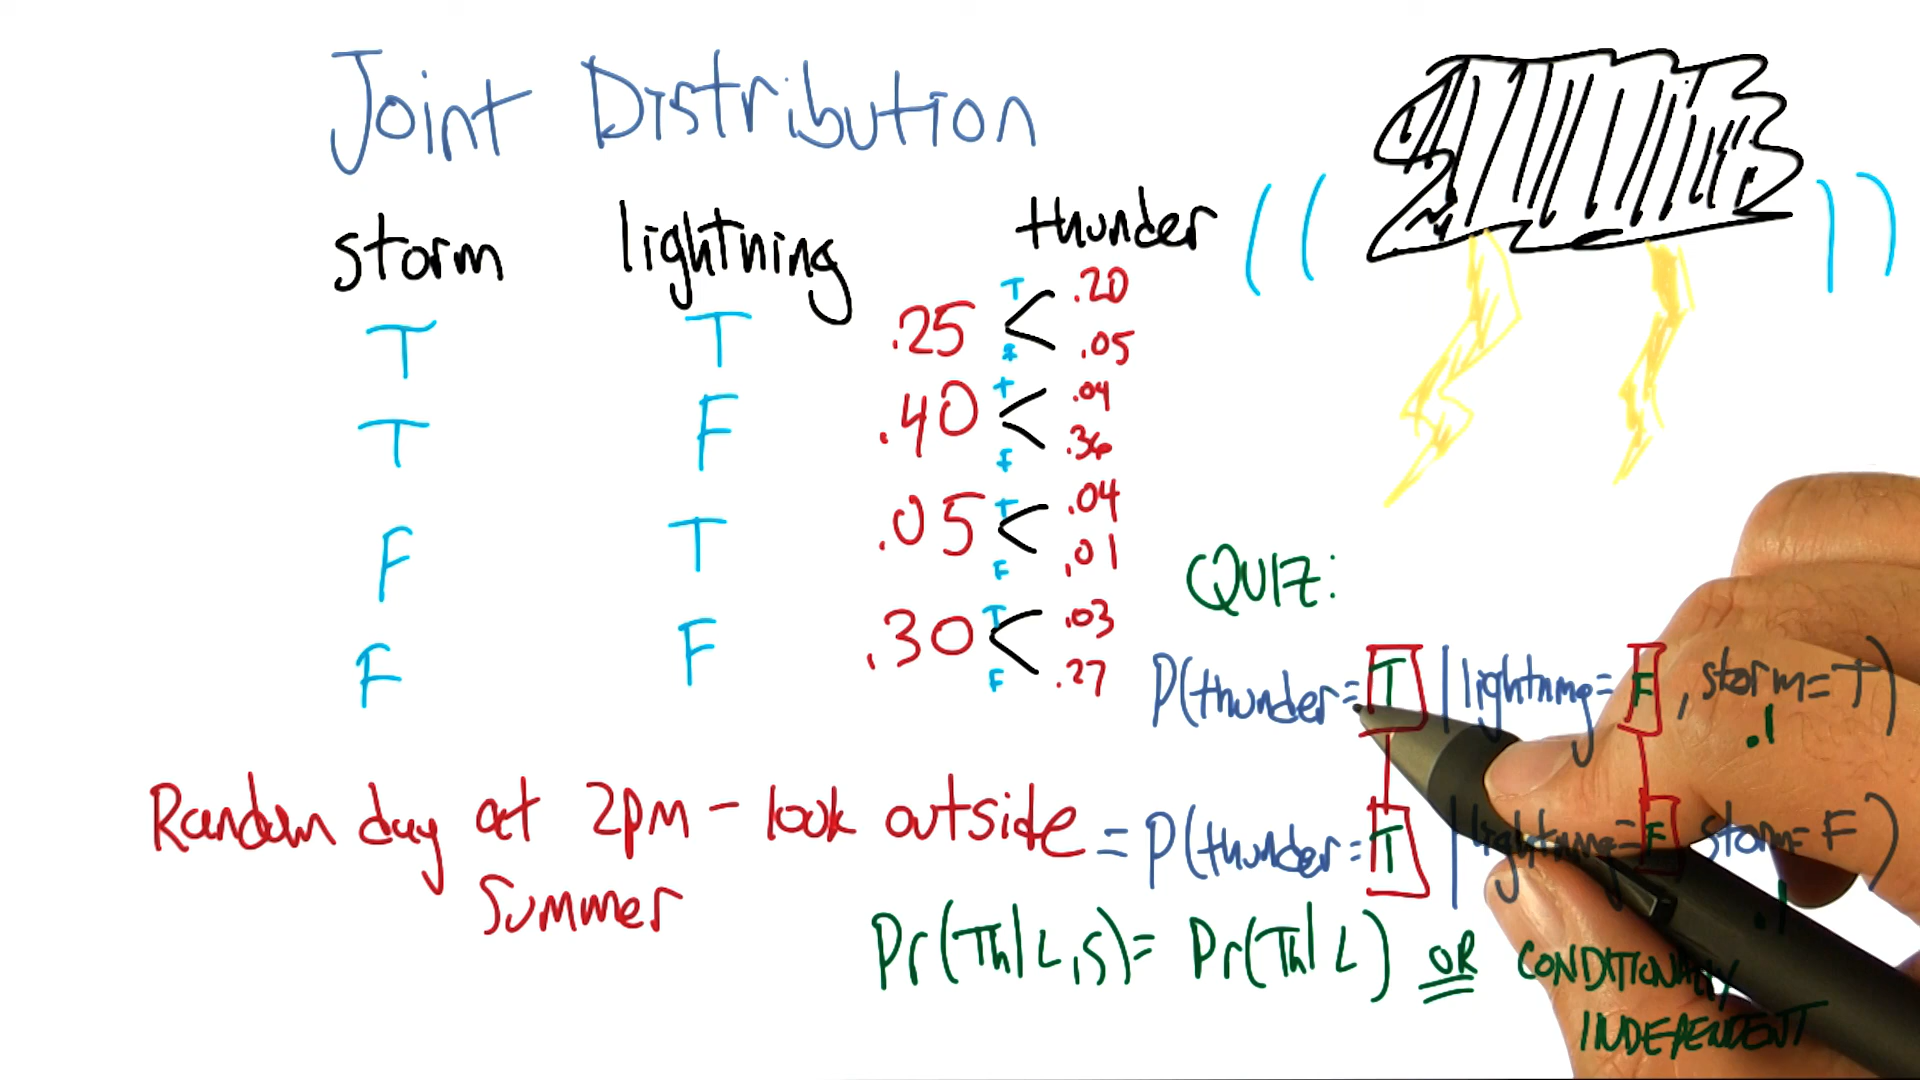 Joint Distribution
storm lightning thunder
T T .25 T .20
F .05
T F .40 T .04
F .36
F T .05 T .04
F .01
F F .30 T .03
F .27
QUIZ:
P(thunder=T | lightning=F, storm=T)
.1
Random day at 2pm - look outside
Summer
= P(thunder=T | lightning=F, storm=F)
.1
Pr(Th|L,S)= Pr(Th|L) OR CONDITIONALLY
INDEPENDENT